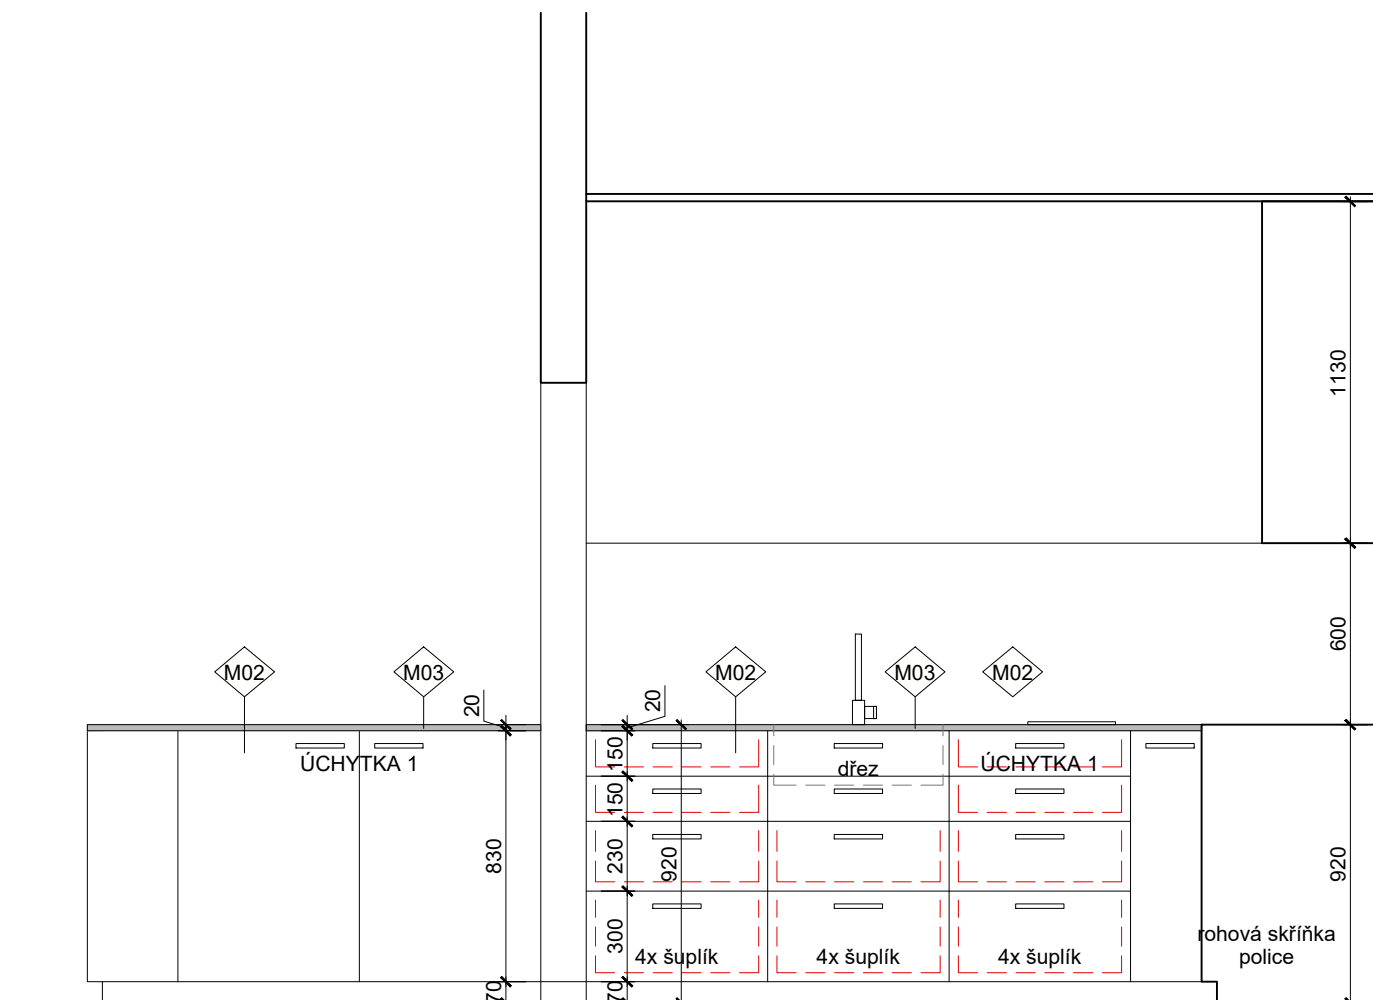 1130
600
M02
M03
M02
M03
M02
20
20
150
ÚCHYTKA 1
dřez
ÚCHYTKA 1
150
830
230
920
920
300
4x šuplík
4x šuplík
4x šuplík
rohová skříňka
police
70
70